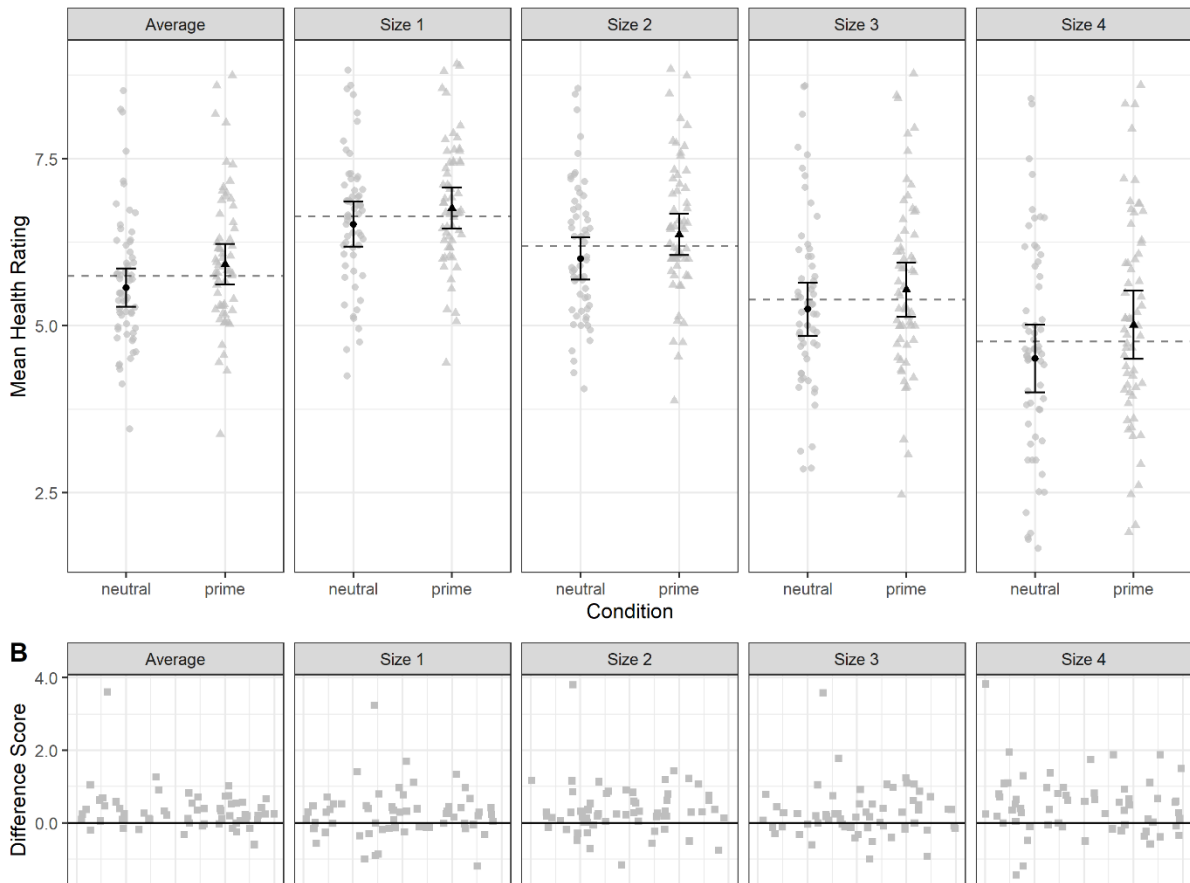 Average Size 1 Size 2 Size 3 Size 4
Mean Health Rating
7.5
5.0
2.5
neutral prime neutral prime neutral prime neutral prime neutral prime
Condition
B
Average Size 1 Size 2 Size 3 Size 4
Difference Score
4.0
2.0
0.0